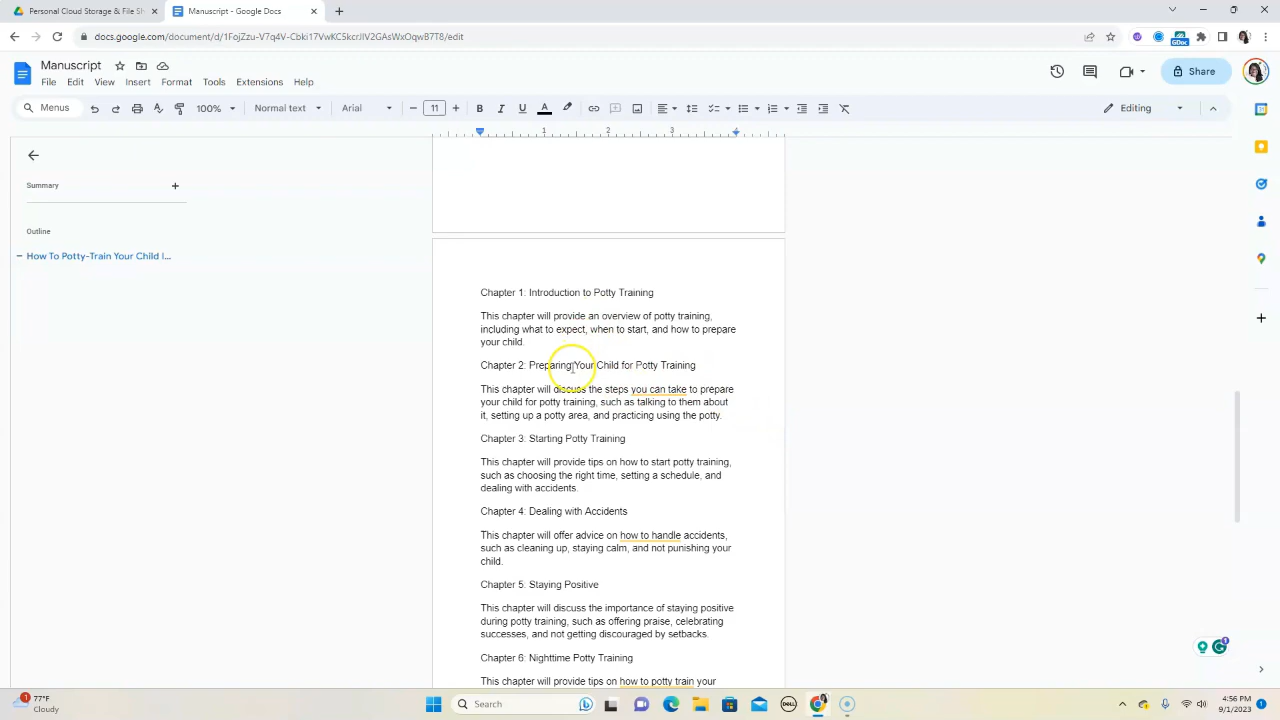 Personal Cloud Storage & File Sh
Manuscript - Google Docs
docs.google.com/document/d/1FojZzu-V7q4V-Cbki17VwKC5kcrJIV2GAsWxOqwB7T8/edit
GDoc
Manuscript
File Edit View Insert Format Tools Extensions Help
Share
Menus 100% Normal text Arial 11 B I U A Editing
1 2 3
Summary
Outline
How To Potty-Train Your Child I...
Chapter 1: Introduction to Potty Training
This chapter will provide an overview of potty training,
including what to expect, when to start, and how to prepare
your child.
Chapter 2: Preparing Your Child for Potty Training
This chapter will discuss the steps you can take to prepare
your child for potty training, such as talking to them about
it, setting up a potty area, and practicing using the potty.
Chapter 3: Starting Potty Training
This chapter will provide tips on how to start potty training,
such as choosing the right time, setting a schedule, and
dealing with accidents.
Chapter 4: Dealing with Accidents
This chapter will offer advice on how to handle accidents,
such as cleaning up, staying calm, and not punishing your
child.
Chapter 5: Staying Positive
This chapter will discuss the importance of staying positive
during potty training, such as offering praise, celebrating
successes, and not getting discouraged by setbacks.
Chapter 6: Nighttime Potty Training
This chapter will provide tips on how to potty train your
1
77°F
Cloudy
Search
DELL
4:56 PM
9/1/2023